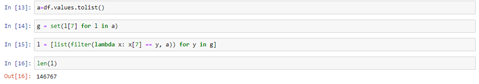 In [13]: a=df.values.tolist()
In [14]: g = set(l[7] for l in a)
In [15]: l = [list(filter(lambda x: x[7] == y, a)) for y in g]
In [16]: len(l)
Out[16]: 146767